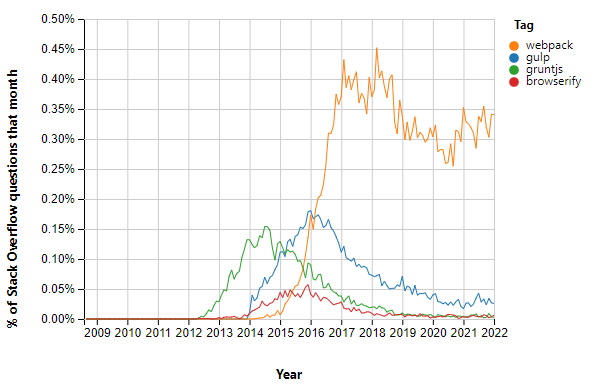 % of Stack Overflow questions that month
0.50%
0.45%
0.40%
0.35%
0.30%
0.25%
0.20%
0.15%
0.10%
0.05%
0.00%
2009 2010 2011 2012 2013 2014 2015 2016 2017 2018 2019 2020 2021 2022
Year
Tag
webpack
gulp
gruntjs
browserify